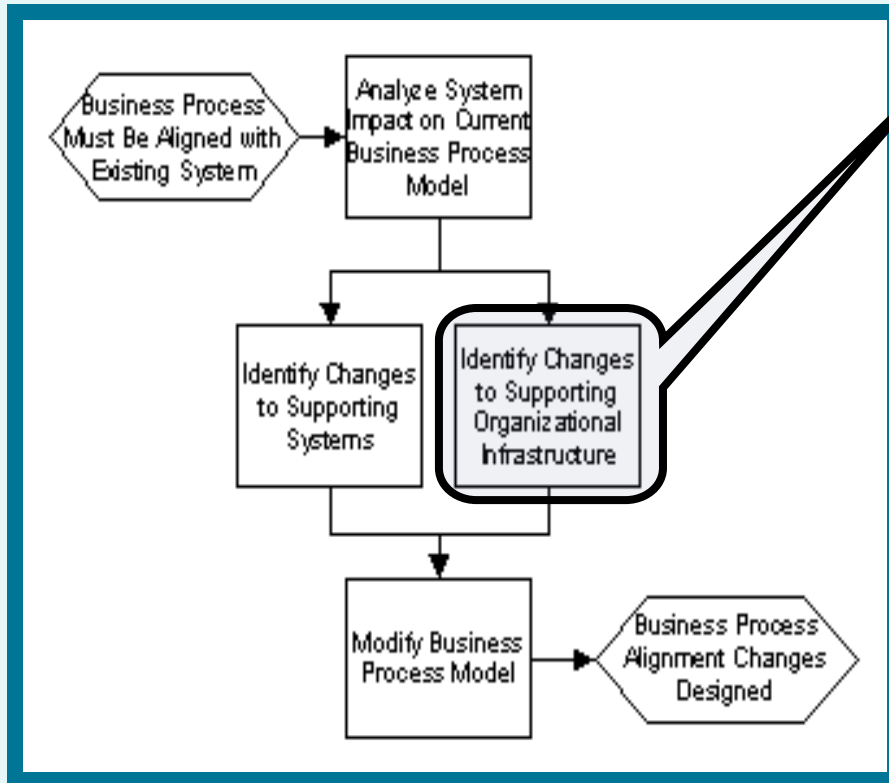 Business Process
Must Be Aligned with
Existing System
Analyze System
Impact on Current
Business Process
Model
Identify Changes
to Supporting
Systems
Identify Changes
to Supporting
Organizational
Infrastructure
Modify Business
Process Model
Business Process
Alignment Changes
Designed